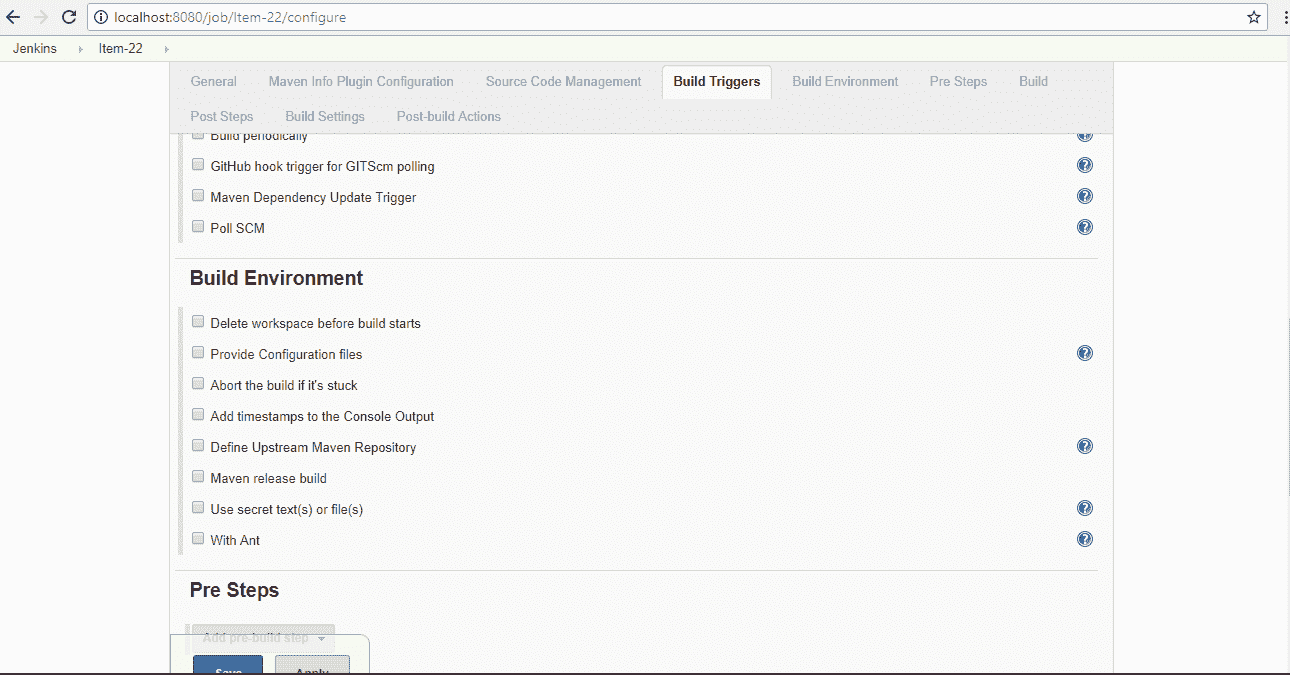 localhost:8080/job/Item-22/configure
Jenkins Item-22
General Maven Info Plugin Configuration Source Code Management Build Triggers Build Environment Pre Steps Build
Post Steps Build Settings Post-build Actions
Build periodically
GitHub hook trigger for GITScm polling
Maven Dependency Update Trigger
Poll SCM
Build Environment
Delete workspace before build starts
Provide Configuration files
Abort the build if it's stuck
Add timestamps to the Console Output
Define Upstream Maven Repository
Maven release build
Use secret text(s) or file(s)
With Ant
Pre Steps
Add pre-build step
Save Apply